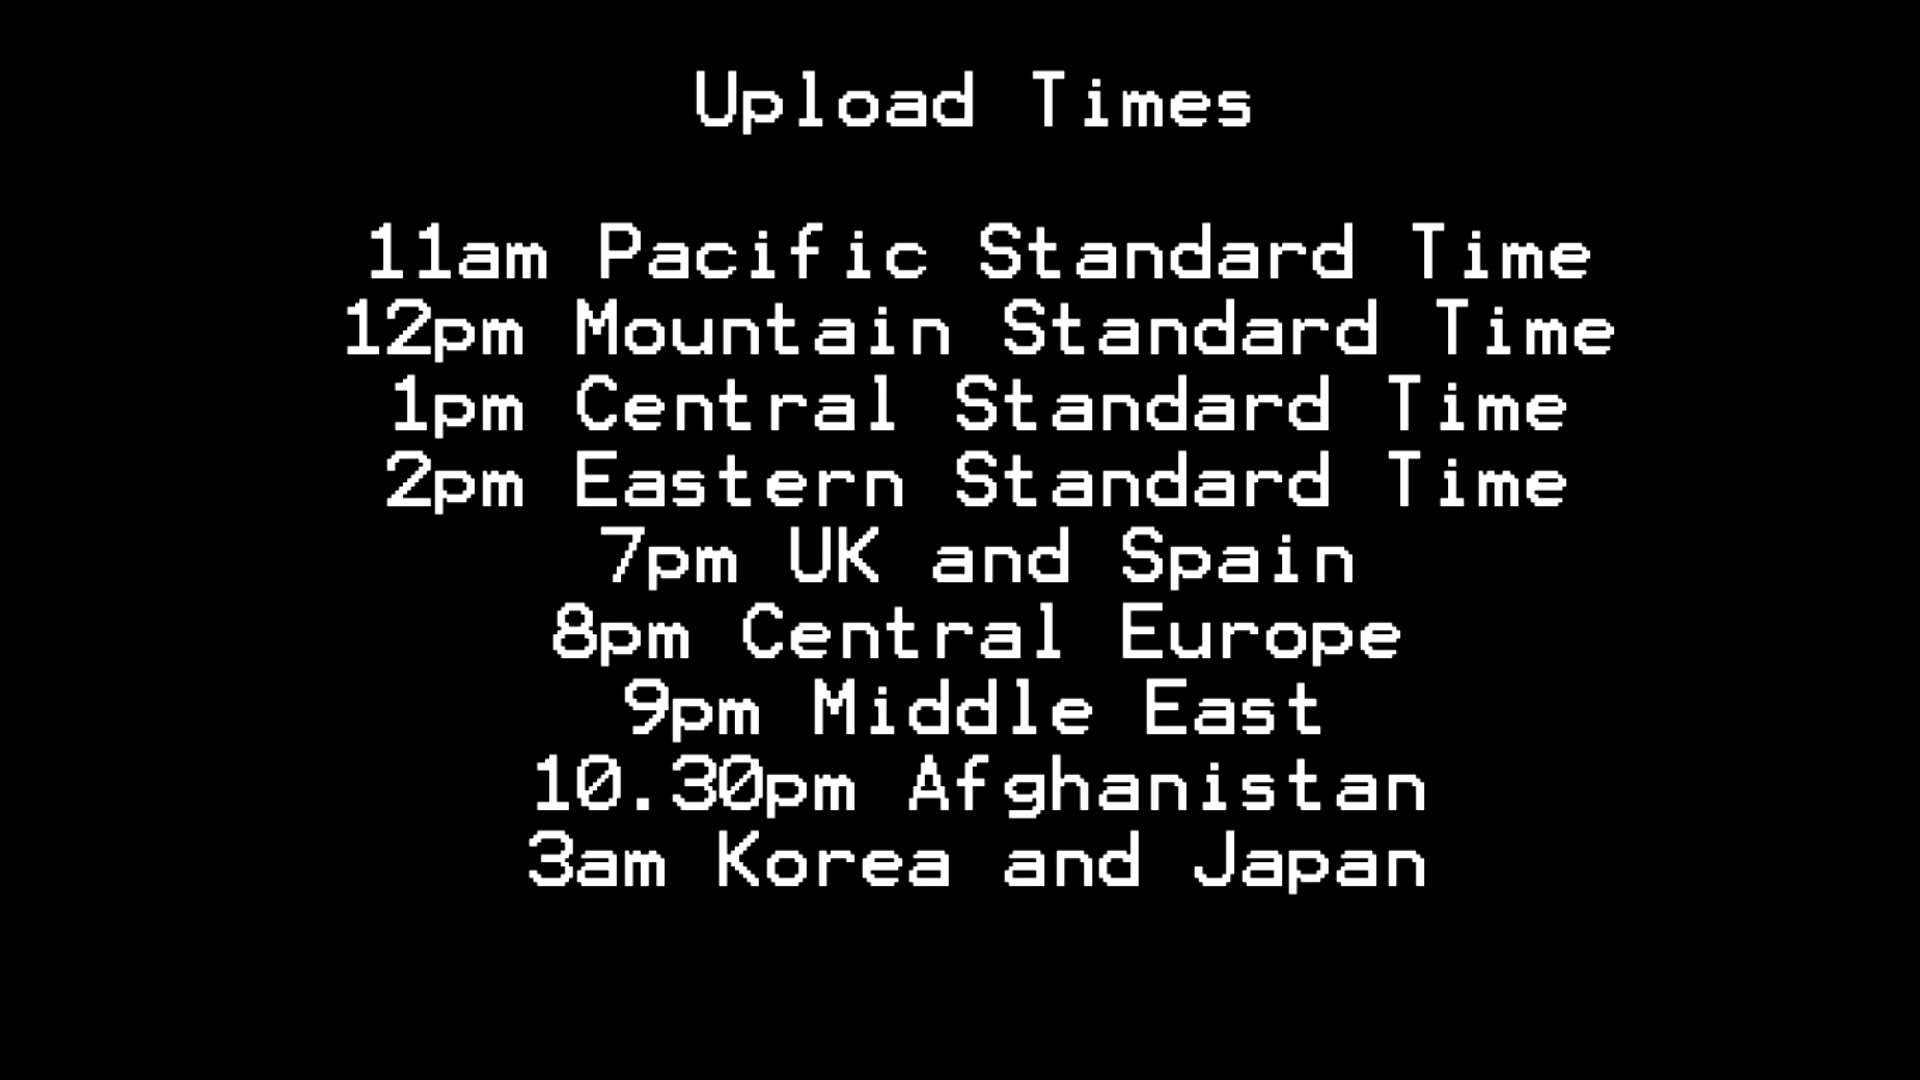 Upload Times
11am Pacific Standard Time
12pm Mountain Standard Time
1pm Central Standard Time
2pm Eastern Standard Time
7pm UK and Spain
8pm Central Europe
9pm Middle East
10.30pm Afghanistan
3am Korea and Japan